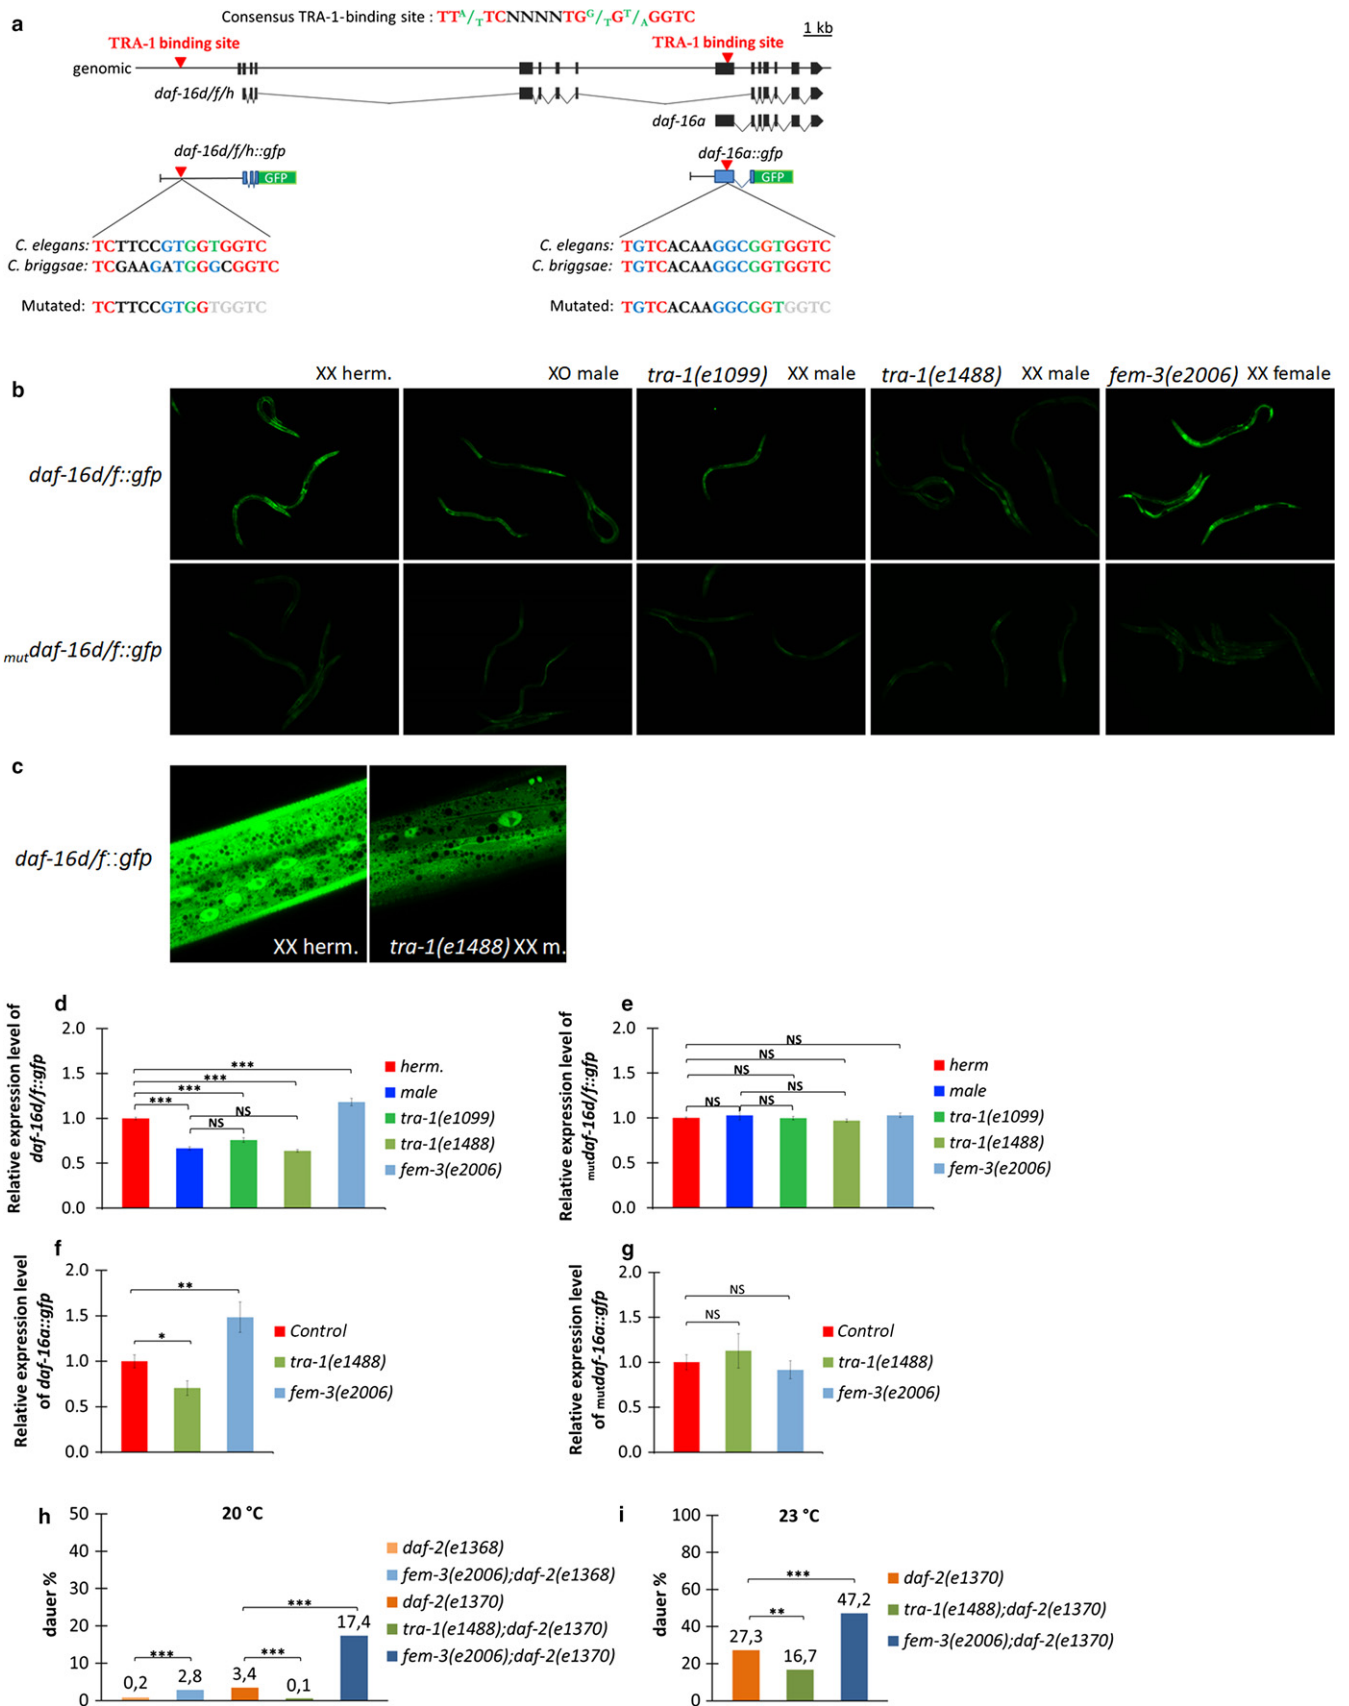 a
Consensus TRA-1-binding site : TTA/TTCNNNNTGG/TGT/AGGTC
1 kb
TRA-1 binding site
TRA-1 binding site
genomic
daf-16d/f/h
daf-16a
daf-16d/f/h::gfp
daf-16a::gfp
GFP
GFP
C. elegans: TCTTCCGTGGTGGTC
C. elegans: TGTCACAAGGCGGTGGTC
C. briggsae: TCGAAGATGGGCGGTC
C. briggsae: TGTCACAAGGCGGTGGTC
Mutated: TCTTCCGTGGTGGTC
Mutated: TGTCACAAGGCGGTGGTC
b
XX herm.
XO male
tra-1(e1099) XX male
tra-1(e1488) XX male
fem-3(e2006) XX female
daf-16d/f::gfp
mutdaf-16d/f::gfp
c
daf-16d/f::gfp
XX herm.
tra-1(e1488) XX m.
d
Relative expression level of
daf-16d/f::gfp
2.0
1.5
1.0
0.5
0.0
***
***
***
***
NS
NS
herm.
male
tra-1(e1099)
tra-1(e1488)
fem-3(e2006)
e
Relative expression level of
mutdaf-16d/f::gfp
2.0
1.5
1.0
0.5
0.0
NS
NS
NS
NS
NS
NS
herm
male
tra-1(e1099)
tra-1(e1488)
fem-3(e2006)
f
Relative expression level
of daf-16a::gfp
2.0
1.5
1.0
0.5
0.0
**
*
Control
tra-1(e1488)
fem-3(e2006)
g
Relative expression level
of mutdaf-16a::gfp
2.0
1.5
1.0
0.5
0.0
NS
NS
Control
tra-1(e1488)
fem-3(e2006)
h
20 °C
dauer %
50
40
30
20
10
0
***
***
***
0,2
2,8
3,4
0,1
17,4
daf-2(e1368)
fem-3(e2006);daf-2(e1368)
daf-2(e1370)
tra-1(e1488);daf-2(e1370)
fem-3(e2006);daf-2(e1370)
i
23 °C
dauer %
100
80
60
40
20
0
***
**
27,3
16,7
47,2
daf-2(e1370)
tra-1(e1488);daf-2(e1370)
fem-3(e2006);daf-2(e1370)